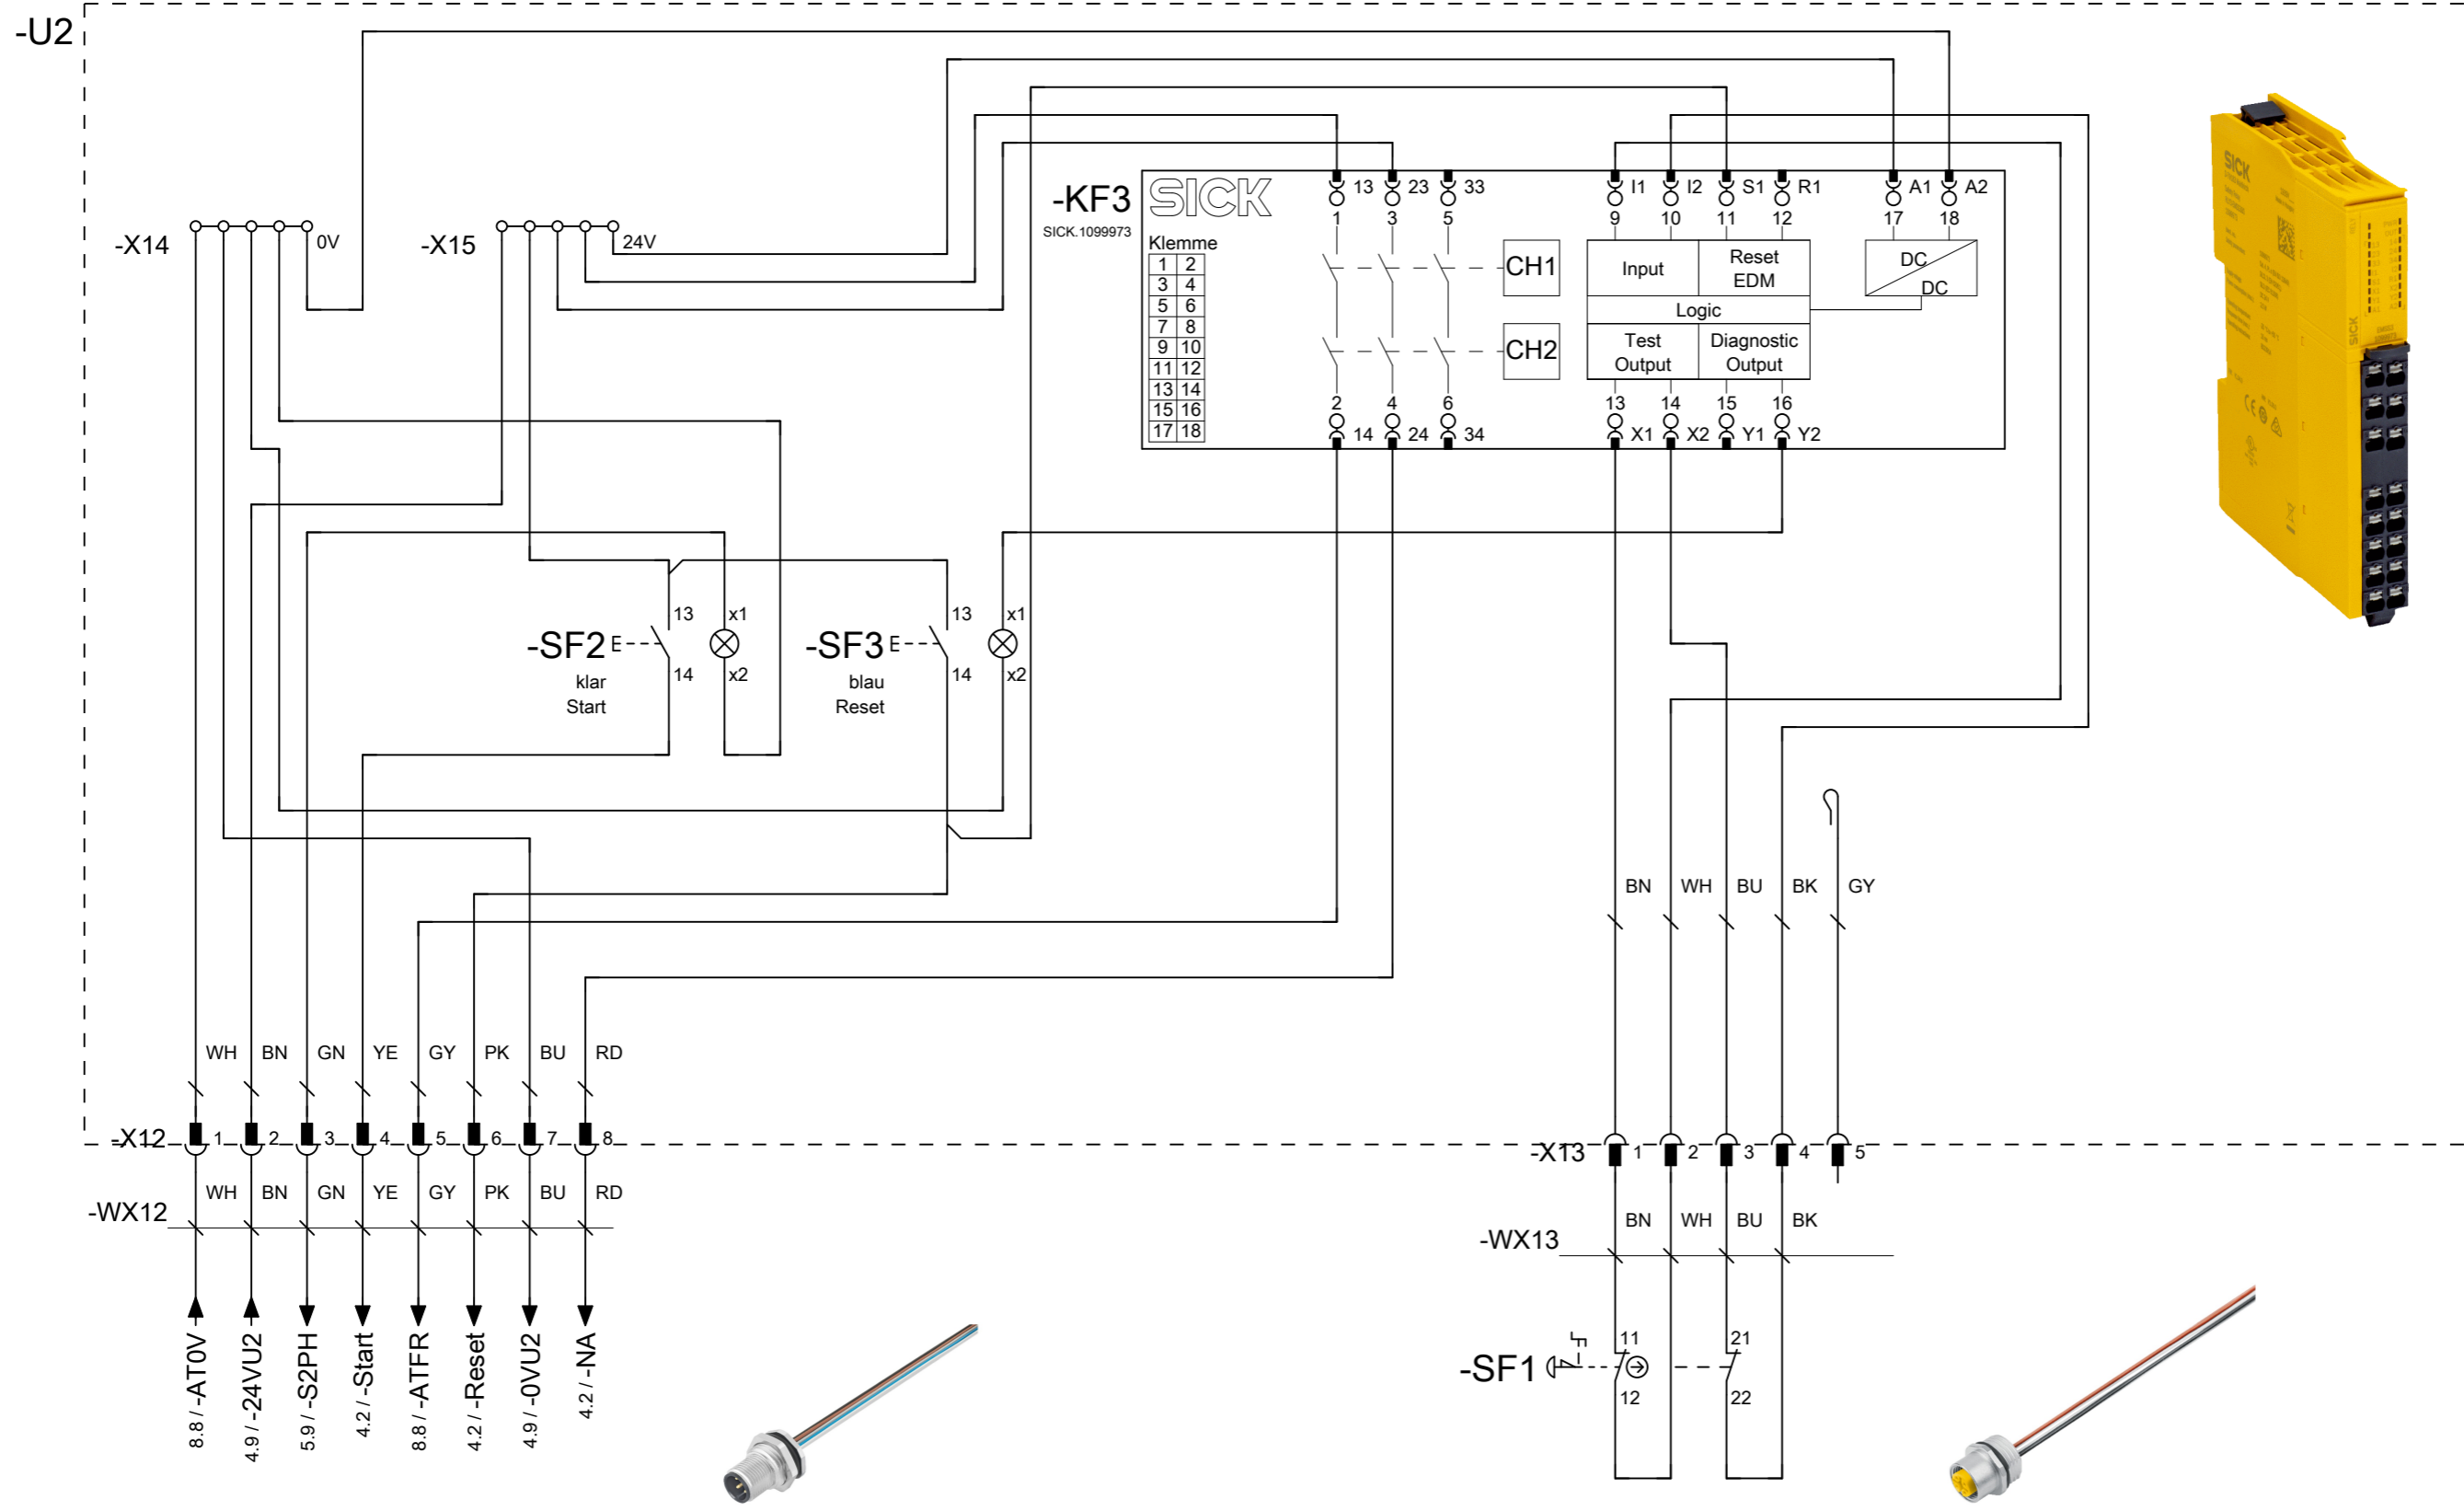 -U2
-KF3
SICK.1099973
SICK
Klemme
1 2
3 4
5 6
7 8
9 10
11 12
13 14
15 16
17 18
13 23 33
1 3 5
CH1
CH2
2 4 6
14 24 34
I1 I2 S1 R1 A1 A2
9 10 11 12 17 18
Input
Reset
EDM
Logic
Test
Output
Diagnostic
Output
DC
DC
13 14 15 16
X1 X2 Y1 Y2
SICK
SICK
-X14
0V
-X15
24V
-SF2
klar
Start
13
14
x1
x2
-SF3
blau
Reset
13
14
x1
x2
BN WH BU BK GY
WH BN GN YE GY PK BU RD
-X12 1 2 3 4 5 6 7 8
-X13 1 2 3 4 5
WH BN GN YE GY PK BU RD
-WX12
BN WH BU BK
-WX13
8.8 / -AT0V
4.9 / -24VU2
5.9 / -S2PH
4.2 / -Start
8.8 / -ATFR
4.2 / -Reset
4.9 / -0VU2
4.2 / -NA
-SF1
11
12
21
22